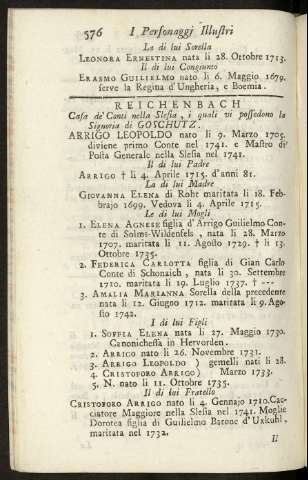 576 I Personaggi Illustri
La di lui Sorella
LEONORA ERNESTINA nata li 28. Ottobre 1713.
Il di lui Congiunto
ERASMO GUILIELMO nato li 6. Maggio 1679.
serve la Regina d'Ungheria, e Boemia.
REICHENBACH
Casa de' Conti nella Slesia, i quali vi possedono la
Signoria di GOSCHUTZ.
ARRIGO LEOPOLDO nato li 9. Marzo 1705.
diviene primo Conte nel 1741. e Mastro di
Posta Generale nella Slesia nel 1741.
Il di lui Padre
ARRIGO † li 4. Aprile 1715. d'anni 81.
La di lui Madre
GIOVANNA ELENA di Rohr maritata li 18. Feb-
brajo 1699. Vedova li 4. Aprile 1715.
Le di lui Mogli
1. ELENA AGNESE figlia d'Arrigo Guilielmo Con-
te di Solms-Wildenfels, nata li 28. Marzo
1707. maritata li 11. Agosto 1729. † li 13.
Ottobre 1735.
2. FEDERICA CARLOTTA figlia di Gian Carlo
Conte di Schonaich, nata li 30. Settembre
1710. maritata li 19. Luglio 1737. † ---
3. AMALIA MARIANNA Sorella della precedente
nata li 12. Giugno 1712. maritata li 9. Ago-
sto 1742.
I di lui Figli
1. SOFFIA ELENA nata li 27. Maggio 1730.
Canonichessa in Hervorden.
2. ARRIGO nato li 26. Novembre 1731.
3. ARRIGO LEOPOLDO ) gemelli nati li 28.
4. CRISTOFORO ARRIGO ) Marzo 1733.
5. N. nato li 11. Ottobre 1735.
Il di lui Fratello
CRISTOFORO ARRIGO nato li 4. Gennajo 1710. Cac-
ciatore Maggiore nella Slesia nel 1741. Moglie
Dorotea figlia di Guilielmo Barone d'Uxkuhl,
maritata nel 1732.
Il